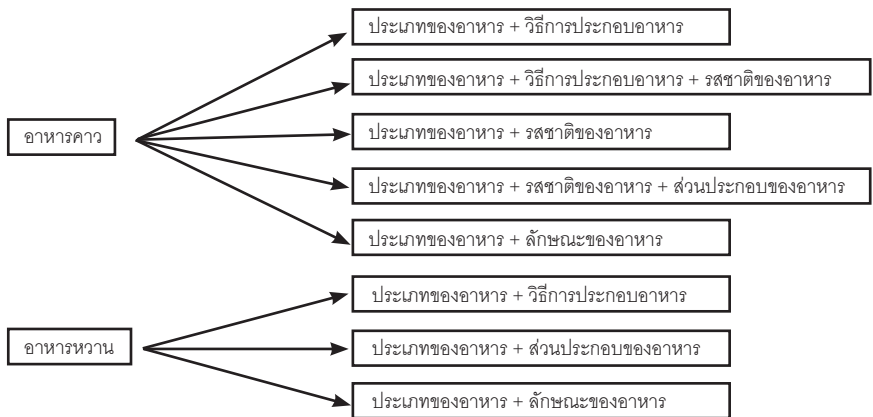 ประเภทของอาหาร + วิธีการประกอบอาหาร
ประเภทของอาหาร + วิธีการประกอบอาหาร + รสชาติของอาหาร
อาหารคาว
ประเภทของอาหาร + รสชาติของอาหาร
ประเภทของอาหาร + รสชาติของอาหาร + ส่วนประกอบของอาหาร
ประเภทของอาหาร + ลักษณะของอาหาร
ประเภทของอาหาร + วิธีการประกอบอาหาร
อาหารหวาน
ประเภทของอาหาร + ส่วนประกอบของอาหาร
ประเภทของอาหาร + ลักษณะของอาหาร